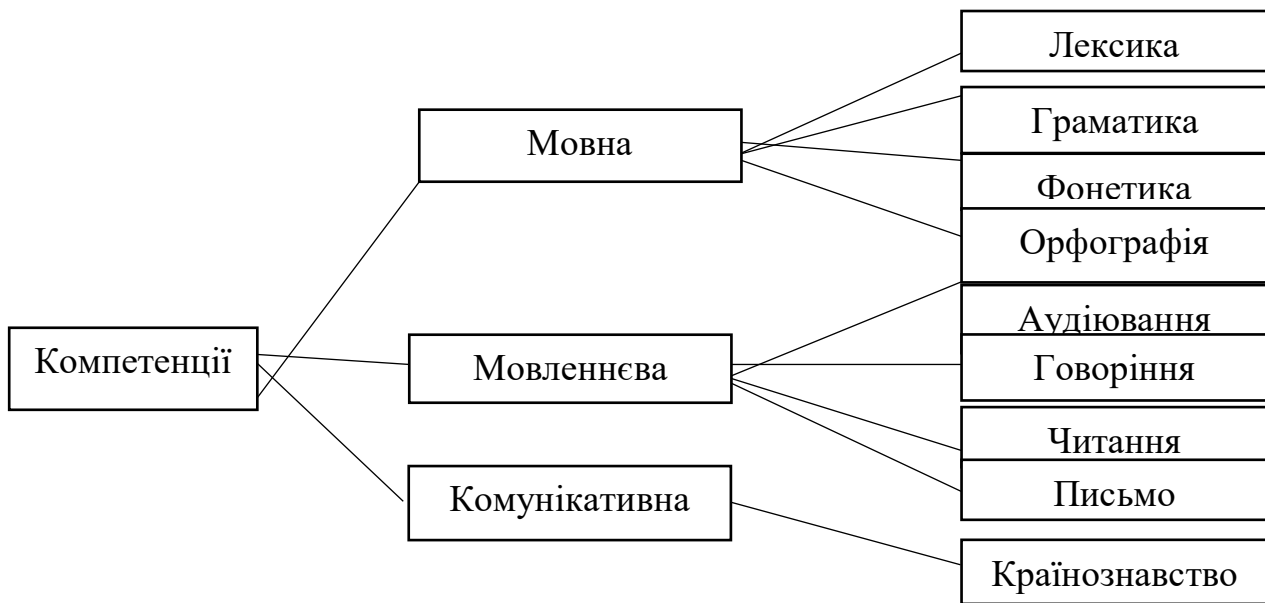 Лексика
Граматика
Мовна
Фонетика
Орфографія
Аудіювання
Компетенції
Мовленнєва
Говоріння
Читання
Комунікативна
Письмо
Країнознавство